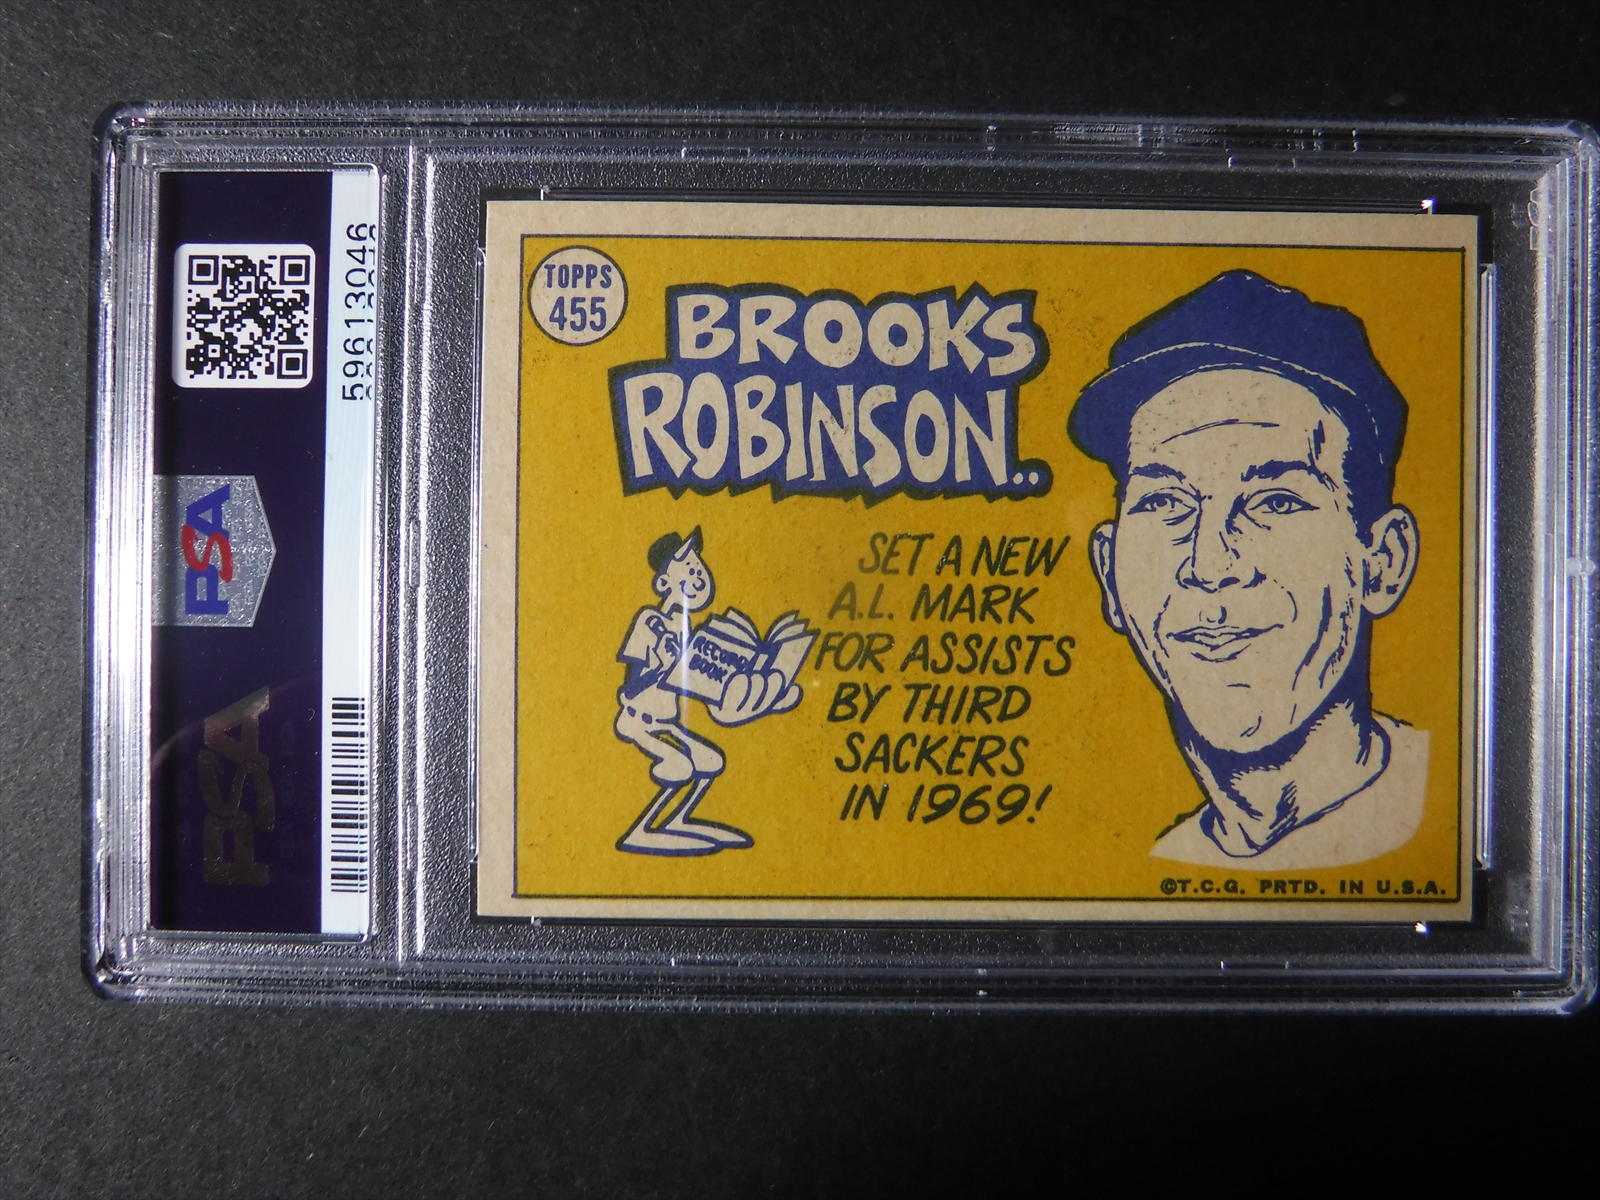 TOPPS
455
BROOKS
ROBINSON..
SET A NEW
A.L. MARK
FOR ASSISTS
BY THIRD
SACKERS
IN 1969!
RECORD
BOOK
©T.C.G. PRTD. IN U.S.A.
59613046
PSA
PSA